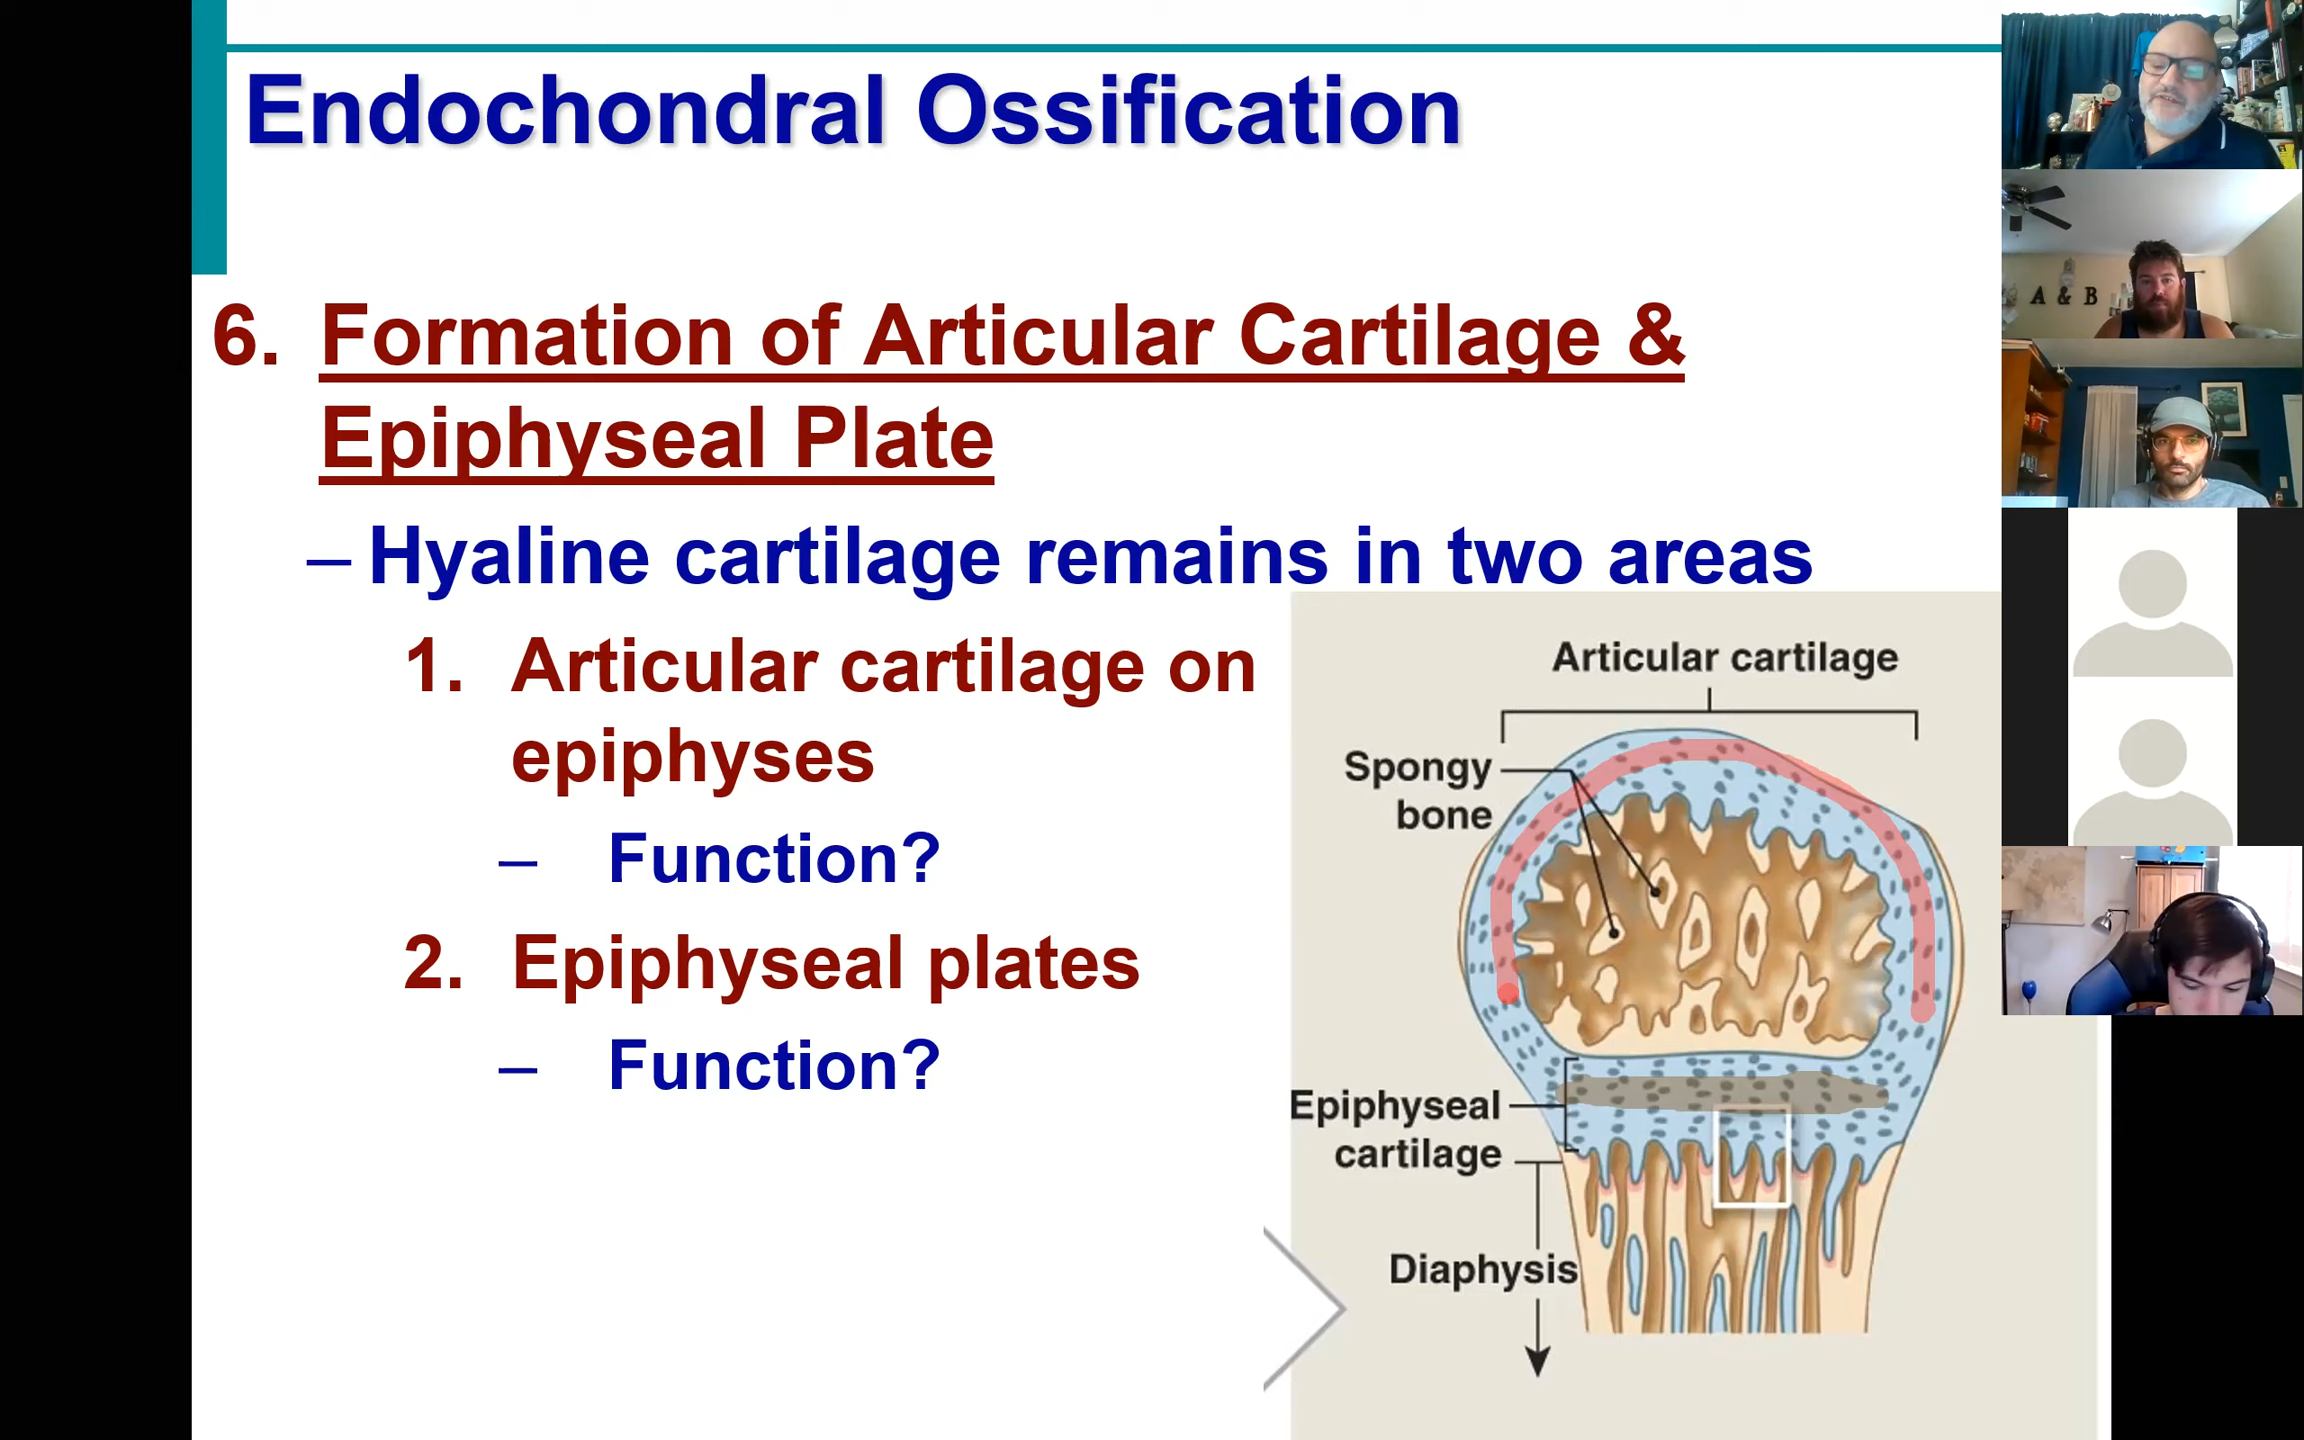 Endochondral Ossification
6. Formation of Articular Cartilage &
Epiphyseal Plate
– Hyaline cartilage remains in two areas
1. Articular cartilage on
epiphyses
– Function?
2. Epiphyseal plates
– Function?
Articular cartilage
Spongy
bone
Epiphyseal
cartilage
Diaphysis
A & B